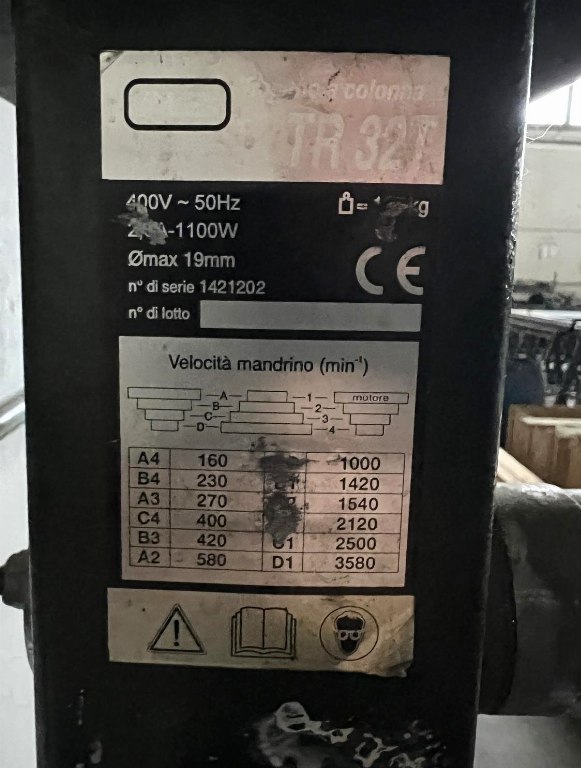 a colonna
TR 32T
400V ~ 50Hz
-1100W
Ømax 19mm
n° di serie 1421202
n° di lotto
CE
Velocità mandrino (min⁻¹)
A 1 motore
B 2
C 3
D 4
A4 160 1000
B4 230 1420
A3 270 1540
C4 400 2120
B3 420 2500
A2 580 D1 3580